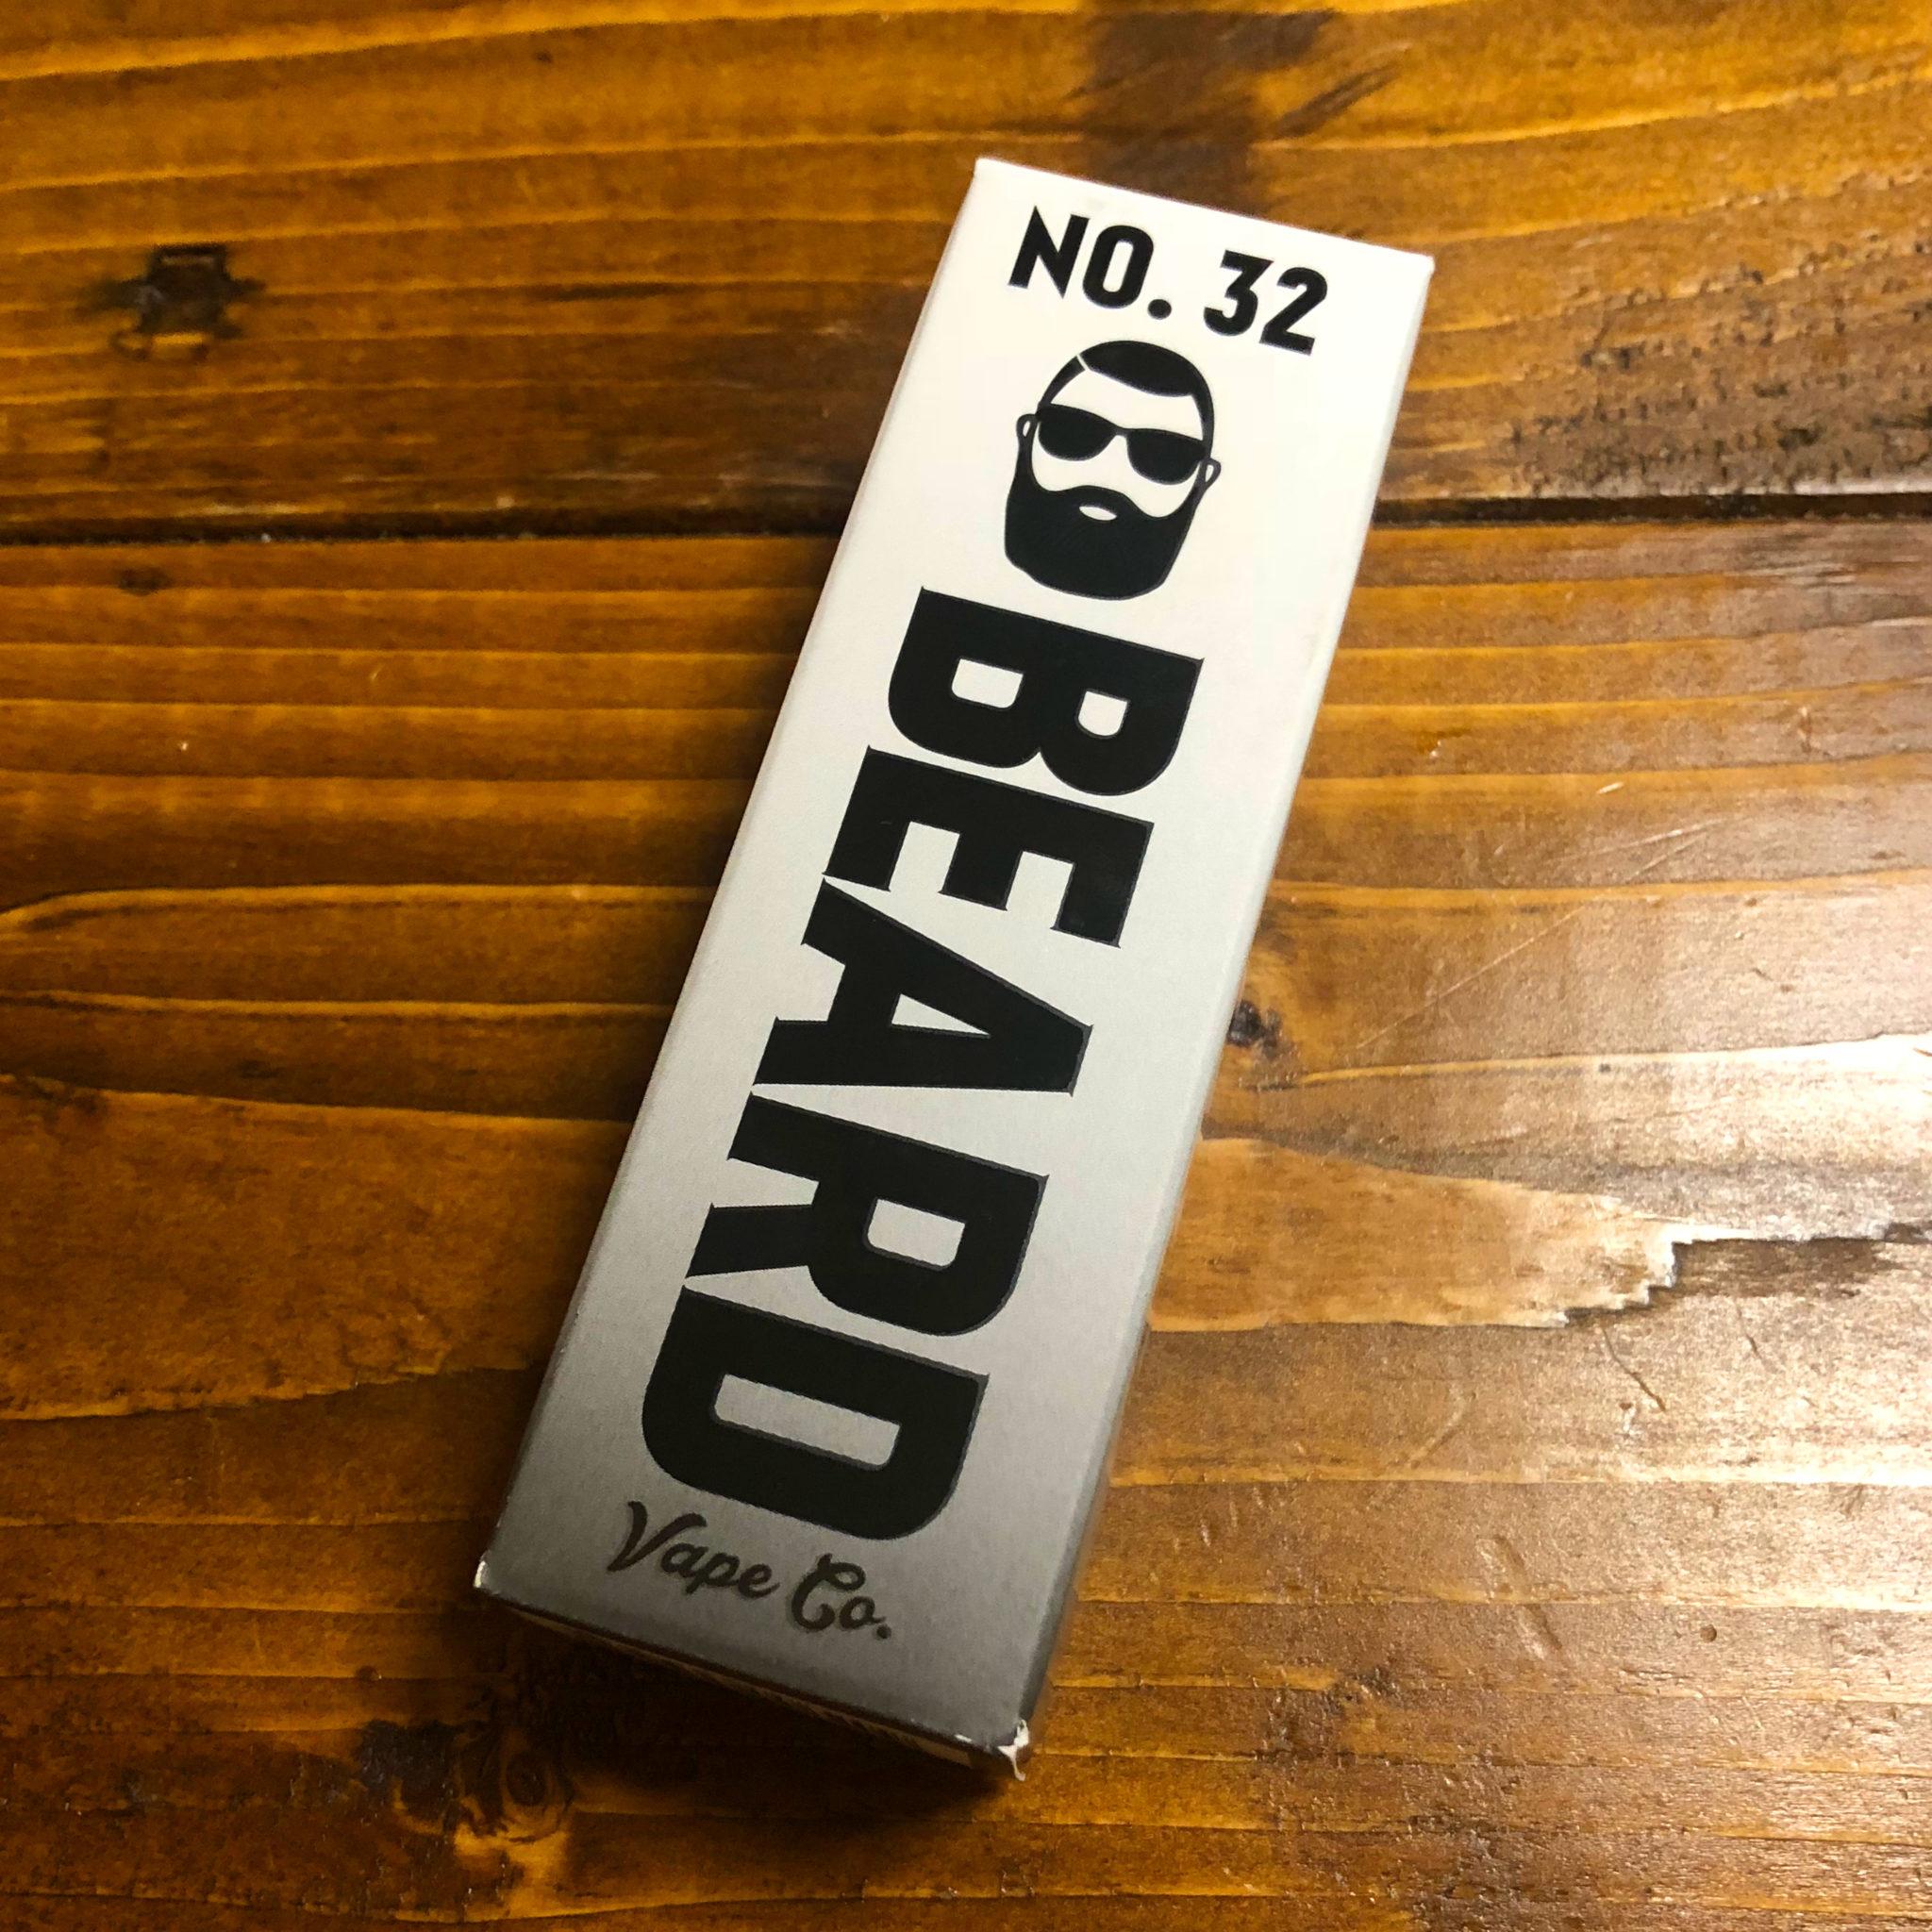 NO. 32
BEARD
Vape Co.